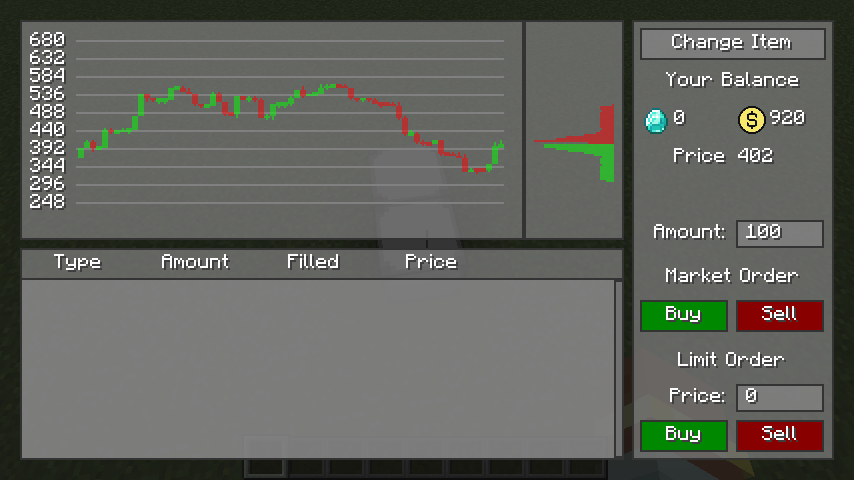 680
632
584
536
488
440
392
344
296
248
Type Amount Filled Price
Change Item
Your Balance
0 $ 920
Price 402
Amount: 100
Market Order
Buy Sell
Limit Order
Price: 0
Buy Sell